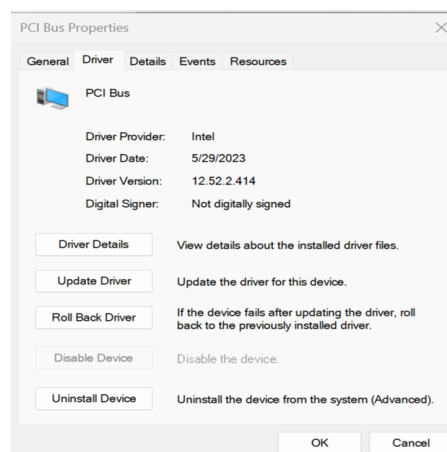 PCI Bus Properties
General Driver Details Events Resources
PCI Bus
Driver Provider: Intel
Driver Date: 5/29/2023
Driver Version: 12.52.2.414
Digital Signer: Not digitally signed
Driver Details View details about the installed driver files.
Update Driver Update the driver for this device.
Roll Back Driver If the device fails after updating the driver, roll
back to the previously installed driver.
Disable Device Disable the device.
Uninstall Device Uninstall the device from the system (Advanced).
OK Cancel